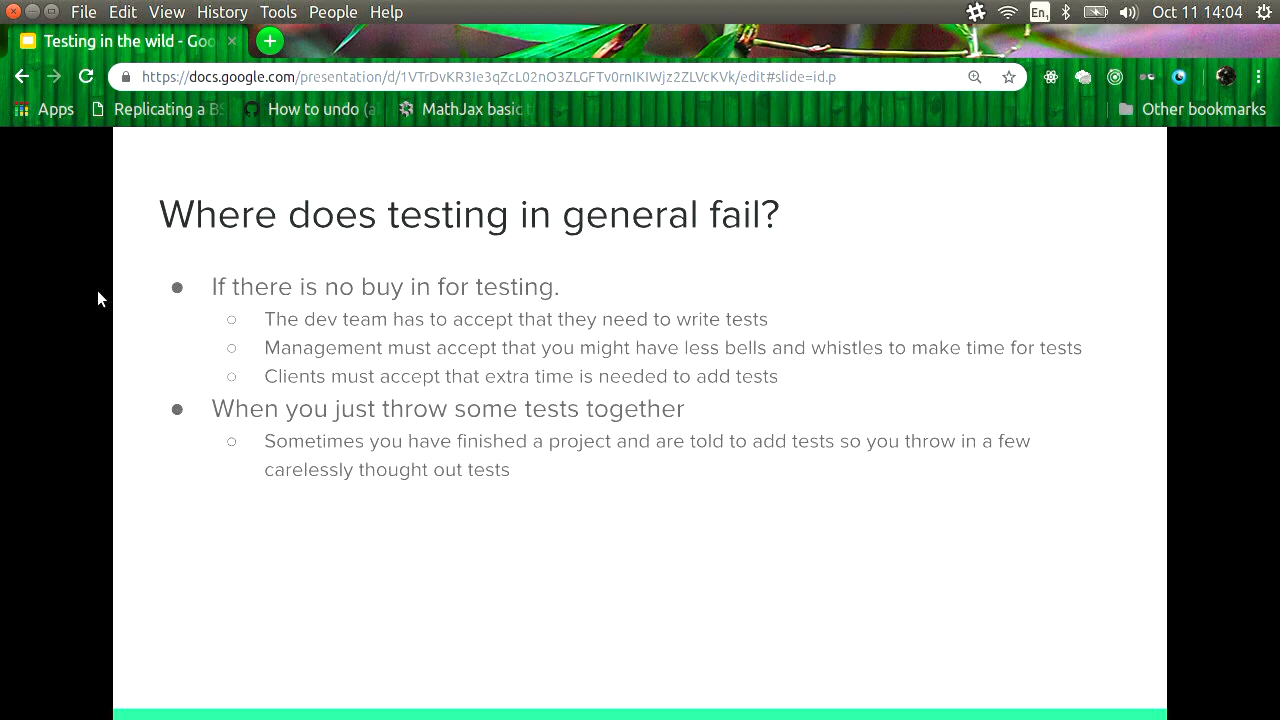 File Edit View History Tools People Help
En1
Oct 11 14:04
Testing in the wild - Goo
https://docs.google.com/presentation/d/1VTrDvKR3Ie3qZcL02nO3ZLGFTv0rnIKIWjz2ZLVcKVk/edit#slide=id.p
Apps Replicating a BS How to undo (a MathJax basic t Other bookmarks
Where does testing in general fail?
● If there is no buy in for testing.
○ The dev team has to accept that they need to write tests
○ Management must accept that you might have less bells and whistles to make time for tests
○ Clients must accept that extra time is needed to add tests
● When you just throw some tests together
○ Sometimes you have finished a project and are told to add tests so you throw in a few
carelessly thought out tests